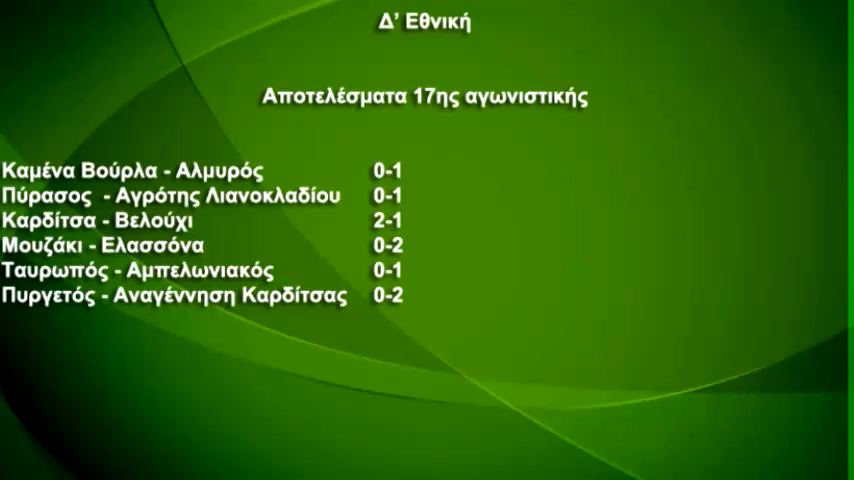 Δ’ Εθνική
Αποτελέσματα 17ης αγωνιστικής
Καμένα Βούρλα - Αλμυρός 0-1
Πύρασος - Αγρότης Λιανοκλαδίου 0-1
Καρδίτσα - Βελούχι 2-1
Μουζάκι - Ελασσόνα 0-2
Ταυρωπός - Αμπελωνιακός 0-1
Πυργετός - Αναγέννηση Καρδίτσας 0-2